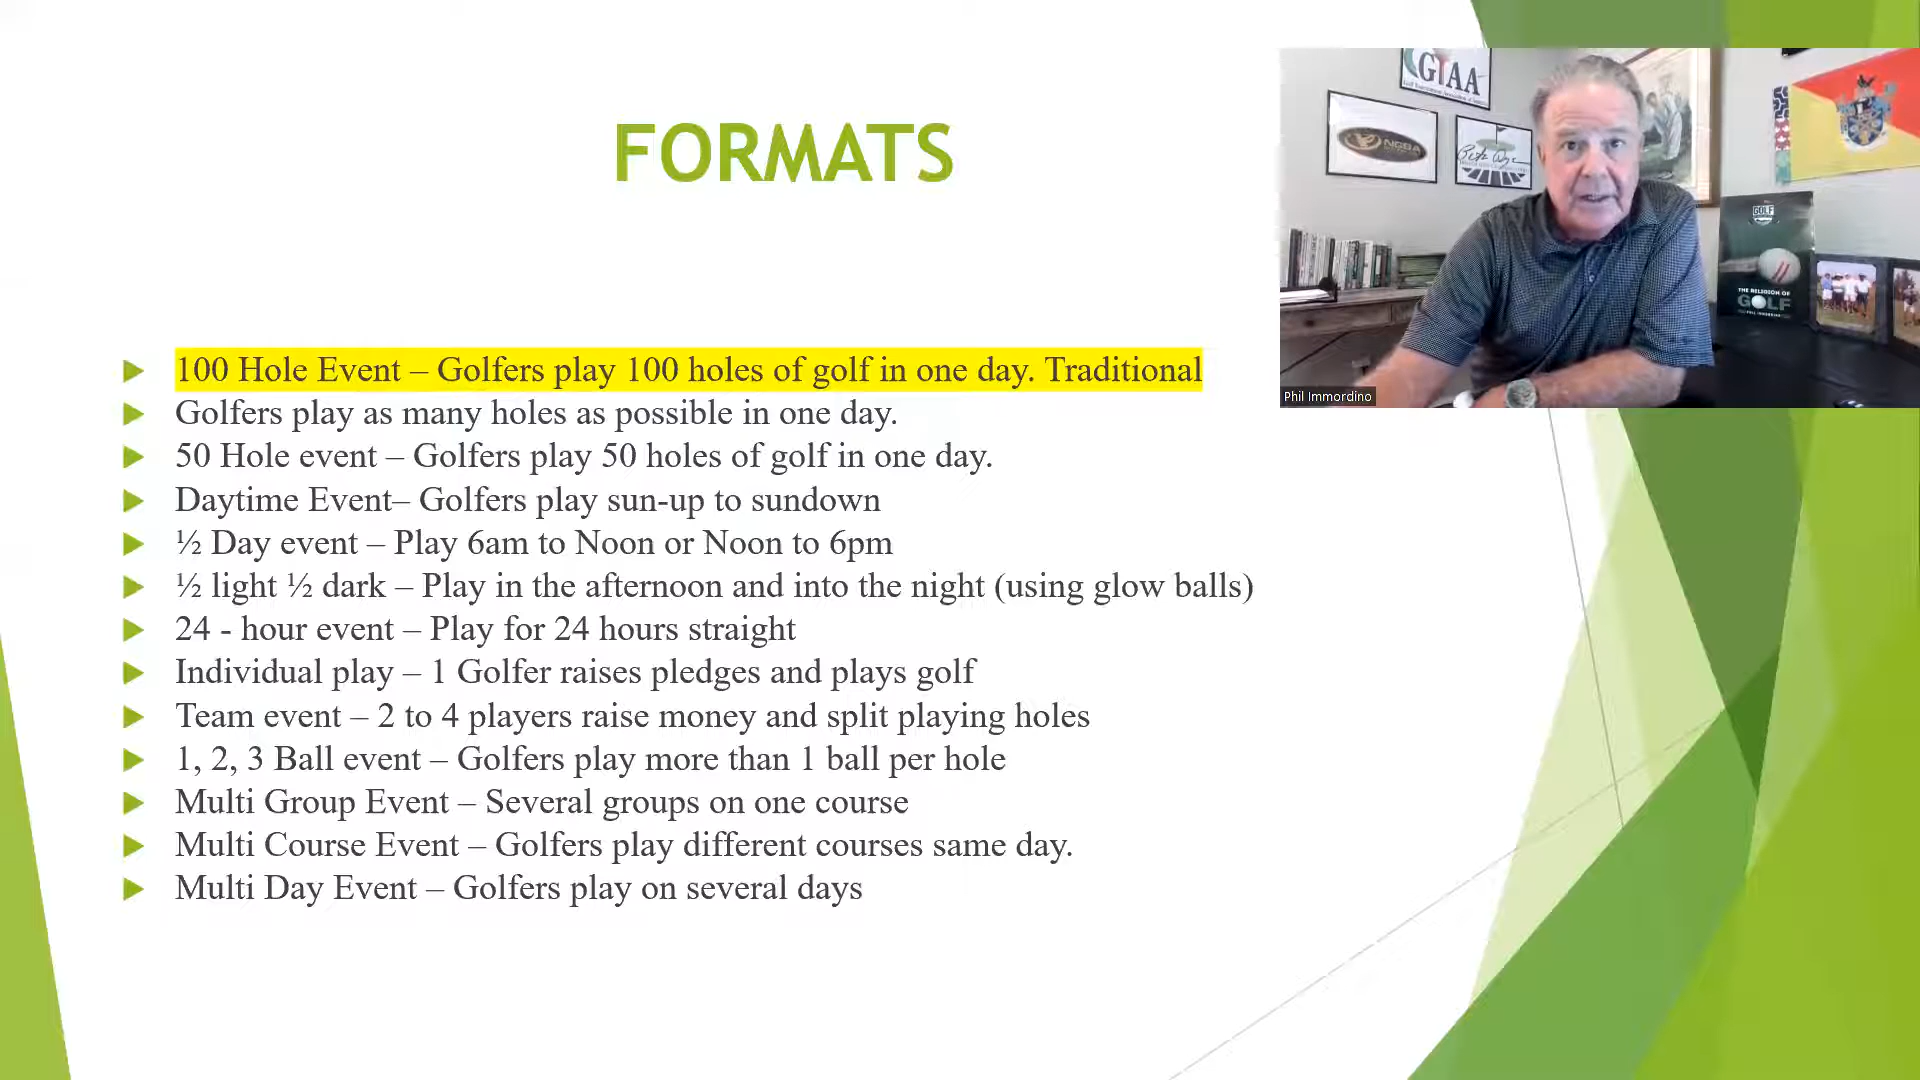 FORMATS
100 Hole Event – Golfers play 100 holes of golf in one day. Traditional
Golfers play as many holes as possible in one day.
50 Hole event – Golfers play 50 holes of golf in one day.
Daytime Event– Golfers play sun-up to sundown
½ Day event – Play 6am to Noon or Noon to 6pm
½ light ½ dark – Play in the afternoon and into the night (using glow balls)
24 - hour event – Play for 24 hours straight
Individual play – 1 Golfer raises pledges and plays golf
Team event – 2 to 4 players raise money and split playing holes
1, 2, 3 Ball event – Golfers play more than 1 ball per hole
Multi Group Event – Several groups on one course
Multi Course Event – Golfers play different courses same day.
Multi Day Event – Golfers play on several days
GTAA
NGBA
GOLF
THE RELIGION OF
GOLF
PHIL IMMORDINO
Phil Immordino